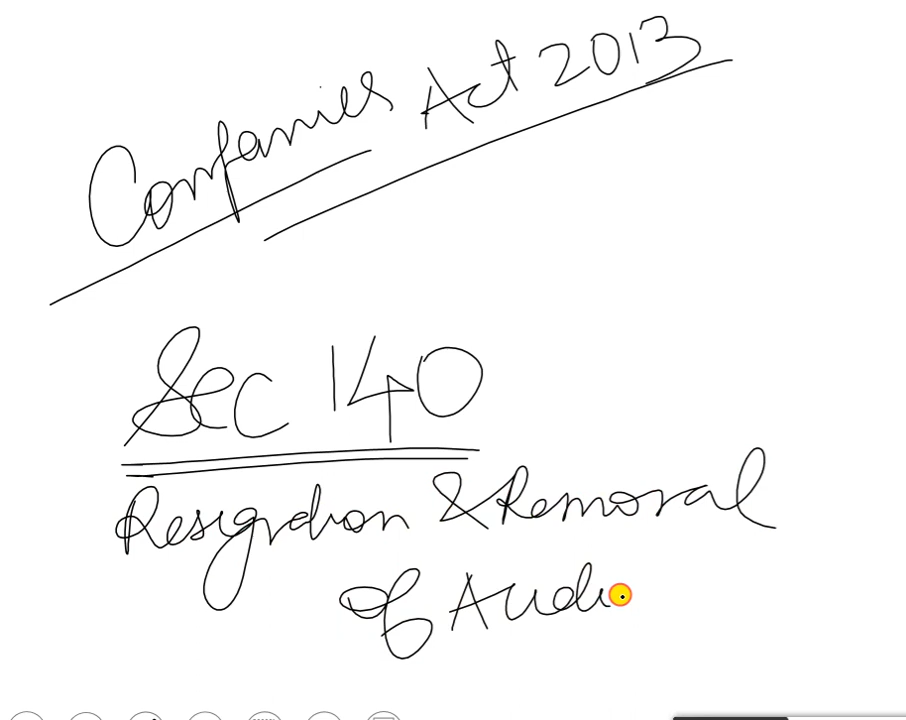 Companies Act 2013
Sec 140
Resignation & Removal
of Audi